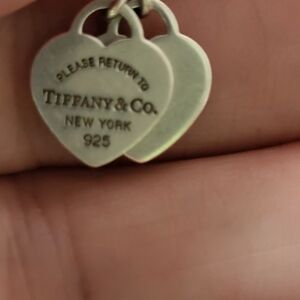 PLEASE RETURN TO
TIFFANY & CO.
NEW YORK
925